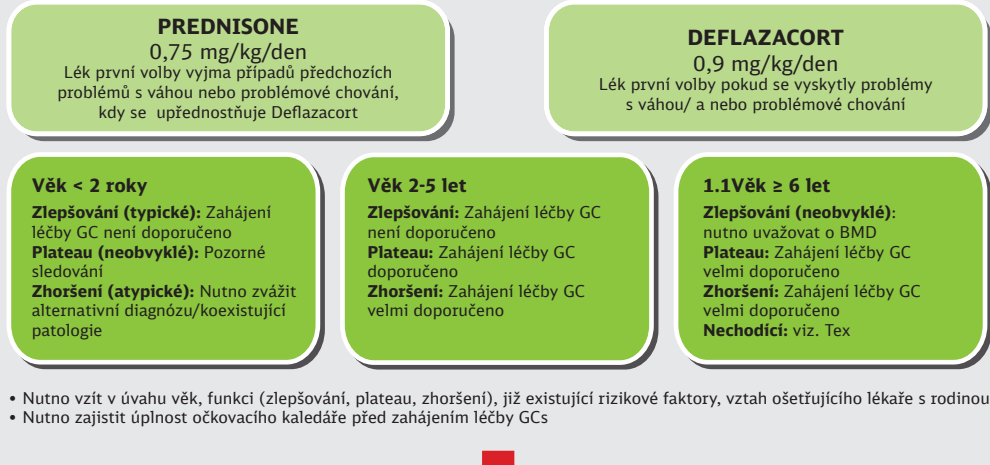 PREDNISONE
0,75 mg/kg/den
Lék první volby vyjma případů předchozích
problémů s váhou nebo problémové chování,
kdy se upřednostňuje Deflazacort
DEFLAZACORT
0,9 mg/kg/den
Lék první volby pokud se vyskytly problémy
s váhou/ a nebo problémové chování
Věk < 2 roky
Zlepšování (typické): Zahájení
léčby GC není doporučeno
Plateau (neobvyklé): Pozorné
sledování
Zhoršení (atypické): Nutno zvážit
alternativní diagnózu/koexistující
patologie
Věk 2-5 let
Zlepšování: Zahájení léčby GC
není doporučeno
Plateau: Zahájení léčby GC
doporučeno
Zhoršení: Zahájení léčby GC
velmi doporučeno
1.1Věk ≥ 6 let
Zlepšování (neobvyklé):
nutno uvažovat o BMD
Plateau: Zahájení léčby GC
velmi doporučeno
Zhoršení: Zahájení léčby GC
velmi doporučeno
Nechodící: viz. Tex
• Nutno vzít v úvahu věk, funkci (zlepšování, plateau, zhoršení), již existující rizikové faktory, vztah ošetřujícího lékaře s rodinou
• Nutno zajistit úplnost očkovacího kaledáře před zahájením léčby GCs